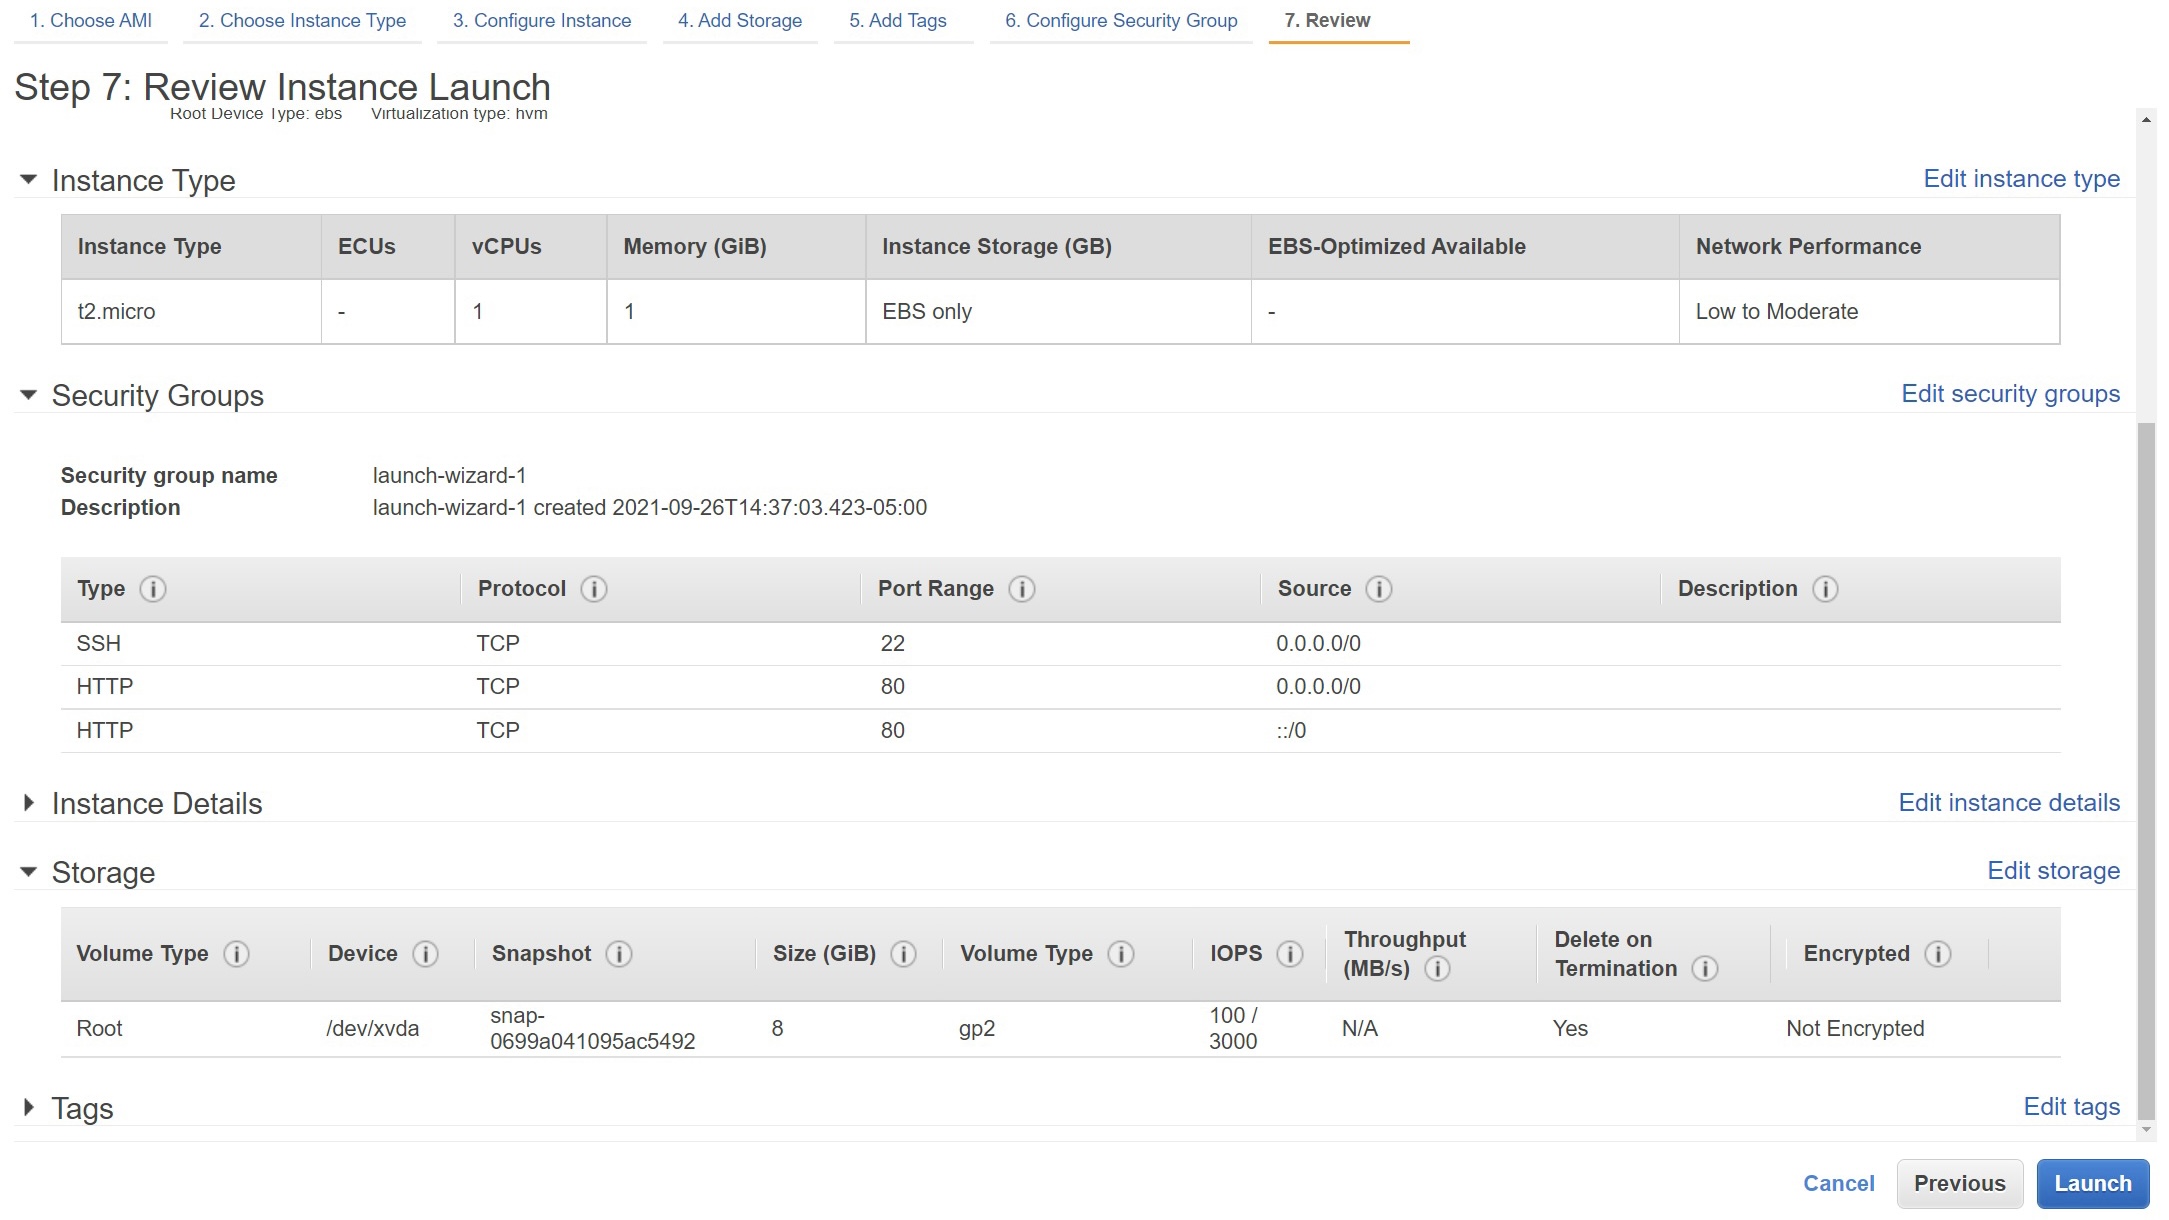 1. Choose AMI 2. Choose Instance Type 3. Configure Instance 4. Add Storage 5. Add Tags 6. Configure Security Group 7. Review
Step 7: Review Instance Launch
Root Device Type: ebs Virtualization type: hvm
Instance Type Edit instance type
Instance Type ECUs vCPUs Memory (GiB) Instance Storage (GB) EBS-Optimized Available Network Performance
t2.micro - 1 1 EBS only - Low to Moderate
Security Groups Edit security groups
Security group name launch-wizard-1
Description launch-wizard-1 created 2021-09-26T14:37:03.423-05:00
Type Protocol Port Range Source Description
SSH TCP 22 0.0.0.0/0
HTTP TCP 80 0.0.0.0/0
HTTP TCP 80 ::/0
Instance Details Edit instance details
Storage Edit storage
Volume Type Device Snapshot Size (GiB) Volume Type IOPS Throughput (MB/s) Delete on Termination Encrypted
Root /dev/xvda snap-0699a041095ac5492 8 gp2 100 / 3000 N/A Yes Not Encrypted
Tags Edit tags
Cancel Previous Launch